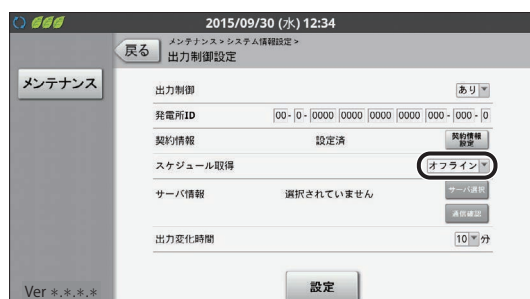 2015/09/30 (水) 12:34
戻る
メンテナンス > システム情報設定 >
出力制御設定
メンテナンス
出力制御 あり
発電所ID 00 - 0 - 0000 0000 0000 0000 000 - 000 - 0
契約情報 設定済 契約情報
設定
スケジュール取得 オフライン
サーバ情報 選択されていません サーバ選択
通信確認
出力変化時間 10 分
設定
Ver *.*.*.*